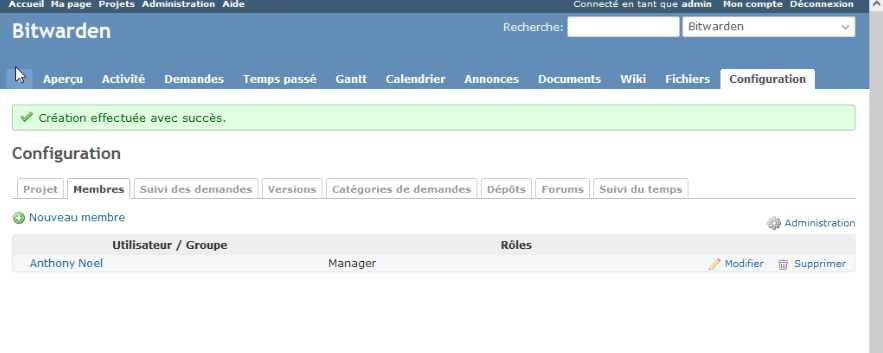 Accueil Ma page Projets Administration Aide Connecté en tant que admin Mon compte Déconnexion
Bitwarden Recherche: Bitwarden
Aperçu Activité Demandes Temps passé Gantt Calendrier Annonces Documents Wiki Fichiers Configuration
Création effectuée avec succès.
Configuration
Projet Membres Suivi des demandes Versions Catégories de demandes Dépôts Forums Suivi du temps
Nouveau membre Administration
Utilisateur / Groupe Rôles
Anthony Noel Manager Modifier Supprimer